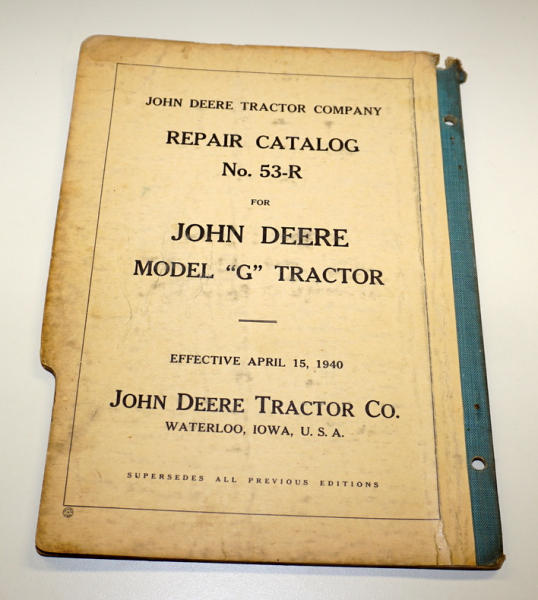 JOHN DEERE TRACTOR COMPANY
REPAIR CATALOG
No. 53-R
FOR
JOHN DEERE
MODEL "G" TRACTOR
EFFECTIVE APRIL 15, 1940
JOHN DEERE TRACTOR CO.
WATERLOO, IOWA, U. S. A.
SUPERSEDES ALL PREVIOUS EDITIONS